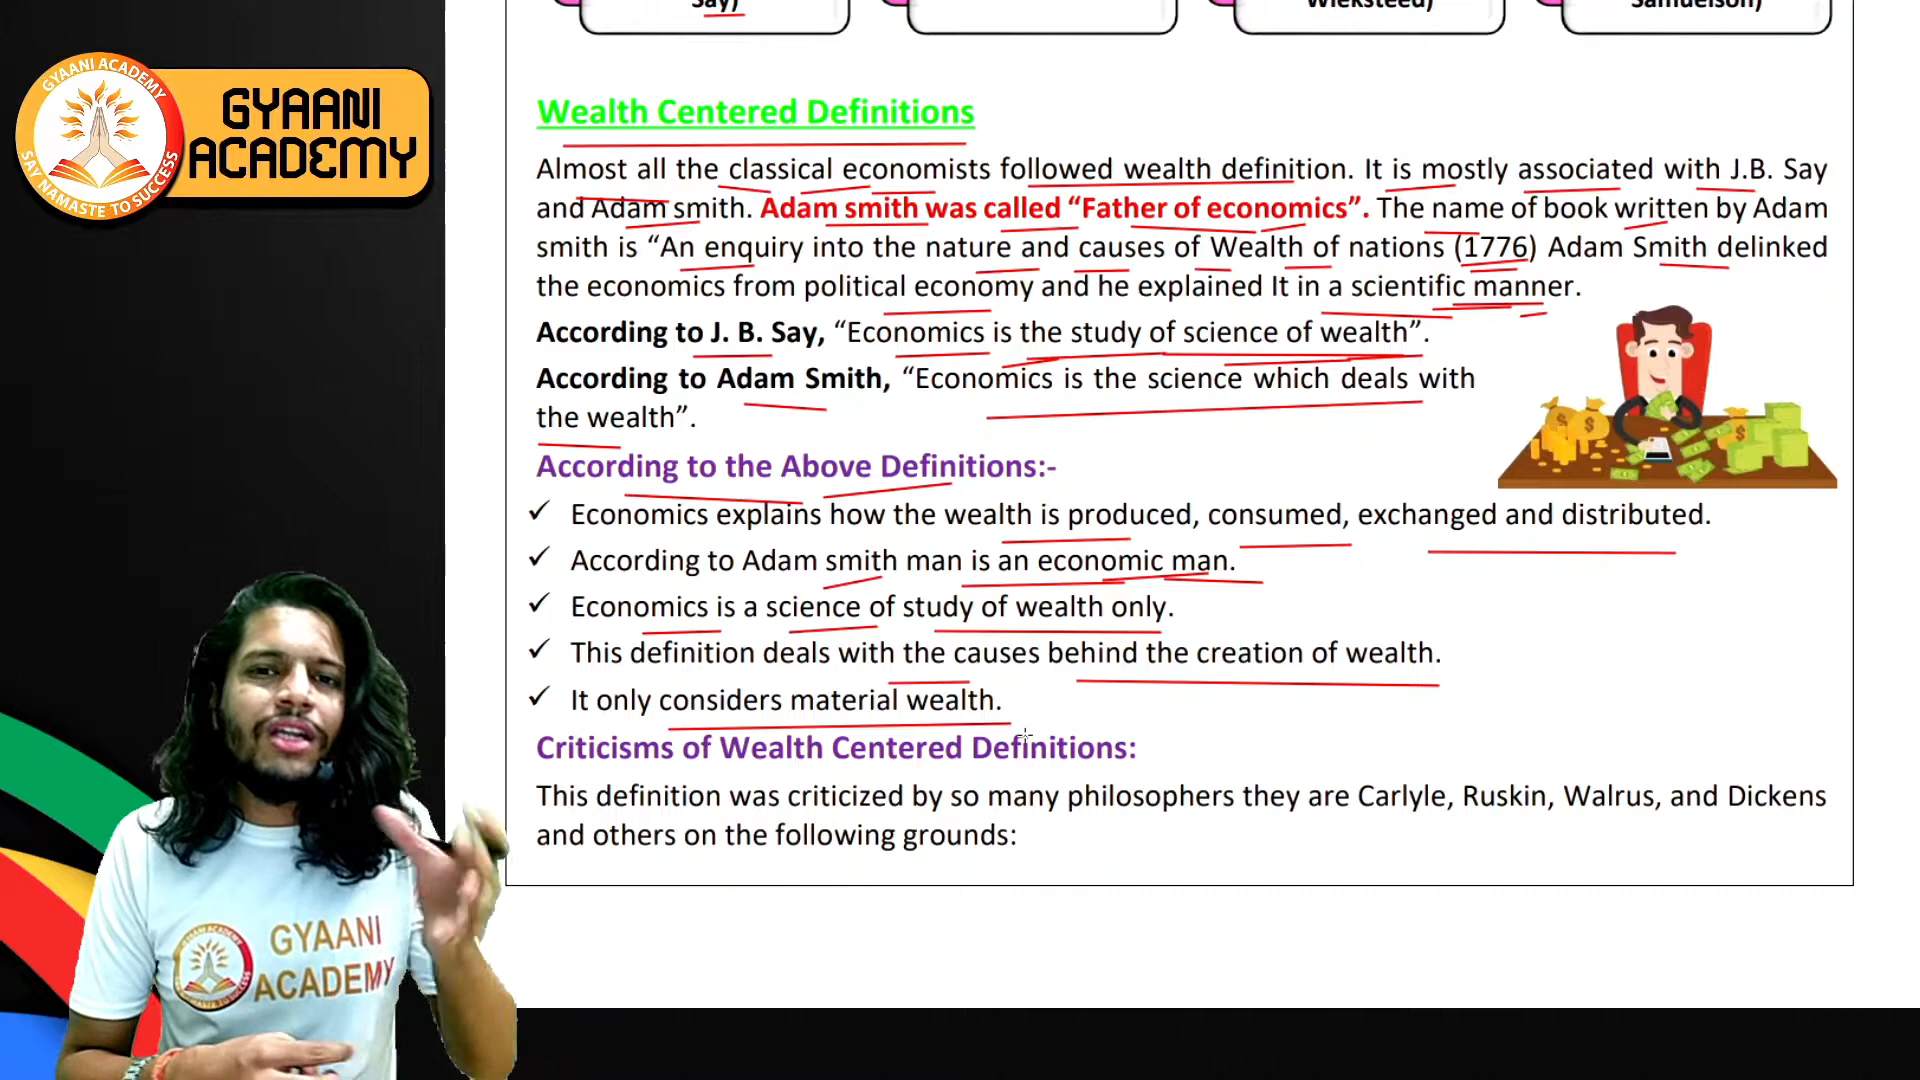 Say)
Wieksteed)
Samuelson)
GYAANI ACADEMY
SAY NAMASTE TO SUCCESS
GYAANI
ACADEMY
Wealth Centered Definitions
Almost all the classical economists followed wealth definition. It is mostly associated with J.B. Say
and Adam smith. Adam smith was called “Father of economics”. The name of book written by Adam
smith is “An enquiry into the nature and causes of Wealth of nations (1776) Adam Smith delinked
the economics from political economy and he explained It in a scientific manner.
According to J. B. Say, “Economics is the study of science of wealth”.
According to Adam Smith, “Economics is the science which deals with
the wealth”.
According to the Above Definitions:-
✓ Economics explains how the wealth is produced, consumed, exchanged and distributed.
✓ According to Adam smith man is an economic man.
✓ Economics is a science of study of wealth only.
✓ This definition deals with the causes behind the creation of wealth.
✓ It only considers material wealth.
Criticisms of Wealth Centered Definitions:
This definition was criticized by so many philosophers they are Carlyle, Ruskin, Walrus, and Dickens
and others on the following grounds:
GYAANI
ACADEMY